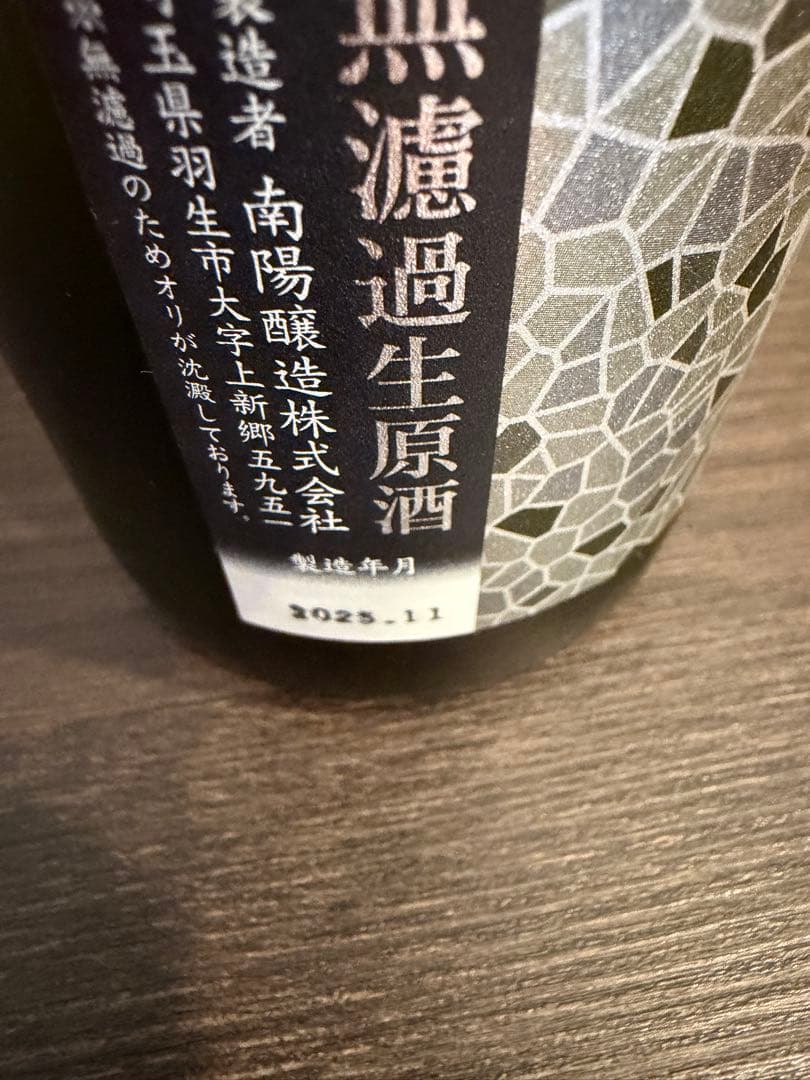 無濾過生原酒
製造者 南陽醸造株式会社
玉県羽生市大字上新郷五九五一
※無濾過のためオリが沈澱しております。
製造年月
2025.11